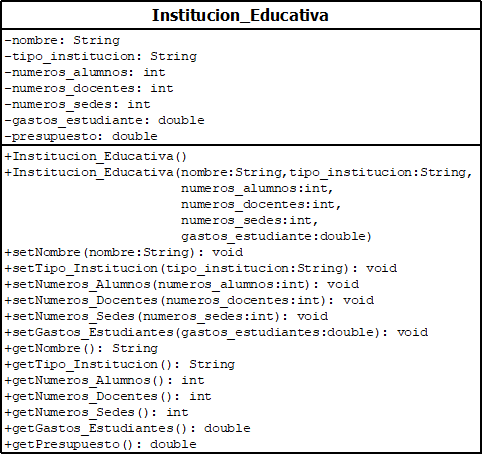 Institucion_Educativa
-nombre: String
-tipo_institucion: String
-numeros_alumnos: int
-numeros_docentes: int
-numeros_sedes: int
-gastos_estudiante: double
-presupuesto: double
+Institucion_Educativa()
+Institucion_Educativa(nombre:String,tipo_institucion:String,
numeros_alumnos:int,
numeros_docentes:int,
numeros_sedes:int,
gastos_estudiante:double)
+setNombre(nombre:String): void
+setTipo_Institucion(tipo_institucion:String): void
+setNumeros_Alumnos(numeros_alumnos:int): void
+setNumeros_Docentes(numeros_docentes:int): void
+setNumeros_Sedes(numeros_sedes:int): void
+setGastos_Estudiantes(gastos_estudiantes:double): void
+getNombre(): String
+getTipo_Institucion(): String
+getNumeros_Alumnos(): int
+getNumeros_Docentes(): int
+getNumeros_Sedes(): int
+getGastos_Estudiantes(): double
+getPresupuesto(): double